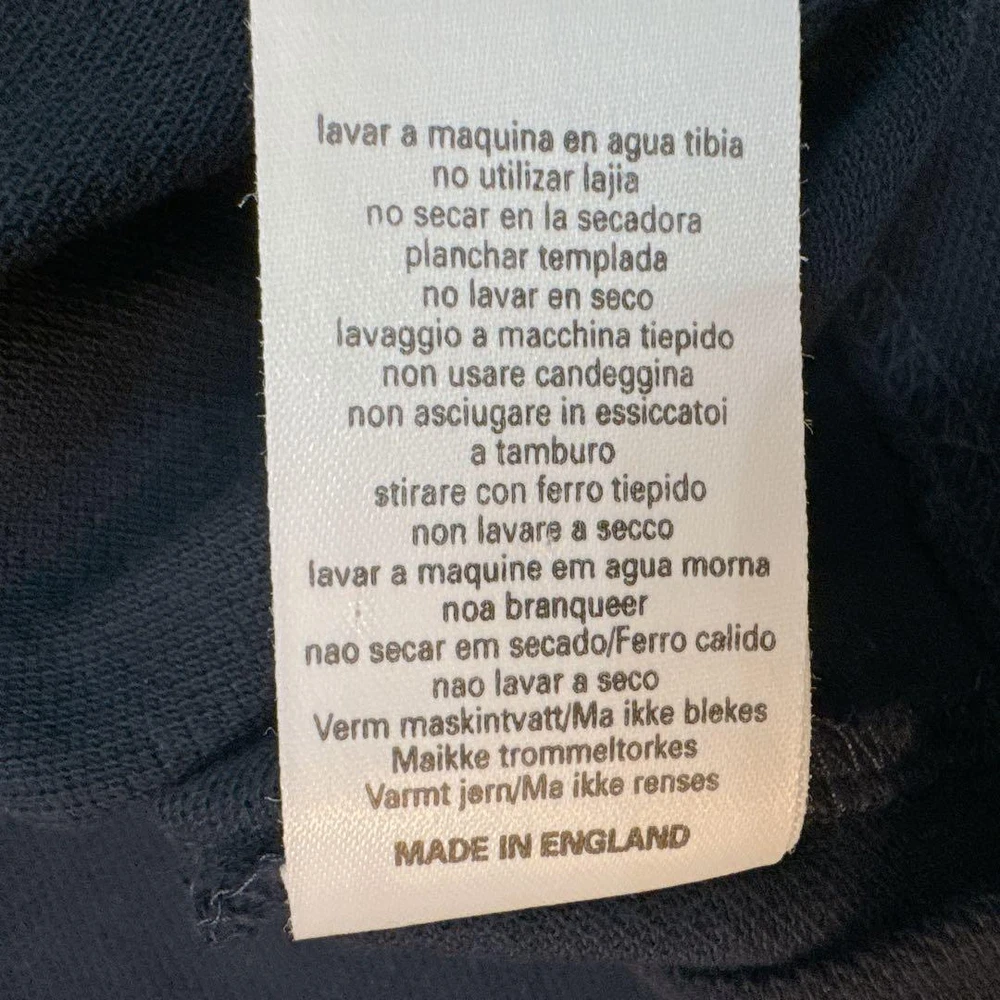 lavar a maquina en agua tibia
no utilizar lajia
no secar en la secadora
planchar templada
no lavar en seco
lavaggio a macchina tiepido
non usare candeggina
non asciugare in essiccatoi
a tamburo
stirare con ferro tiepido
non lavare a secco
lavar a maquine em agua morna
noa branqueer
nao secar em secado/Ferro calido
nao lavar a seco
Verm maskintvatt/Ma ikke blekes
Maikke trommeltorkes
Varmt jern/Ma ikke renses
MADE IN ENGLAND